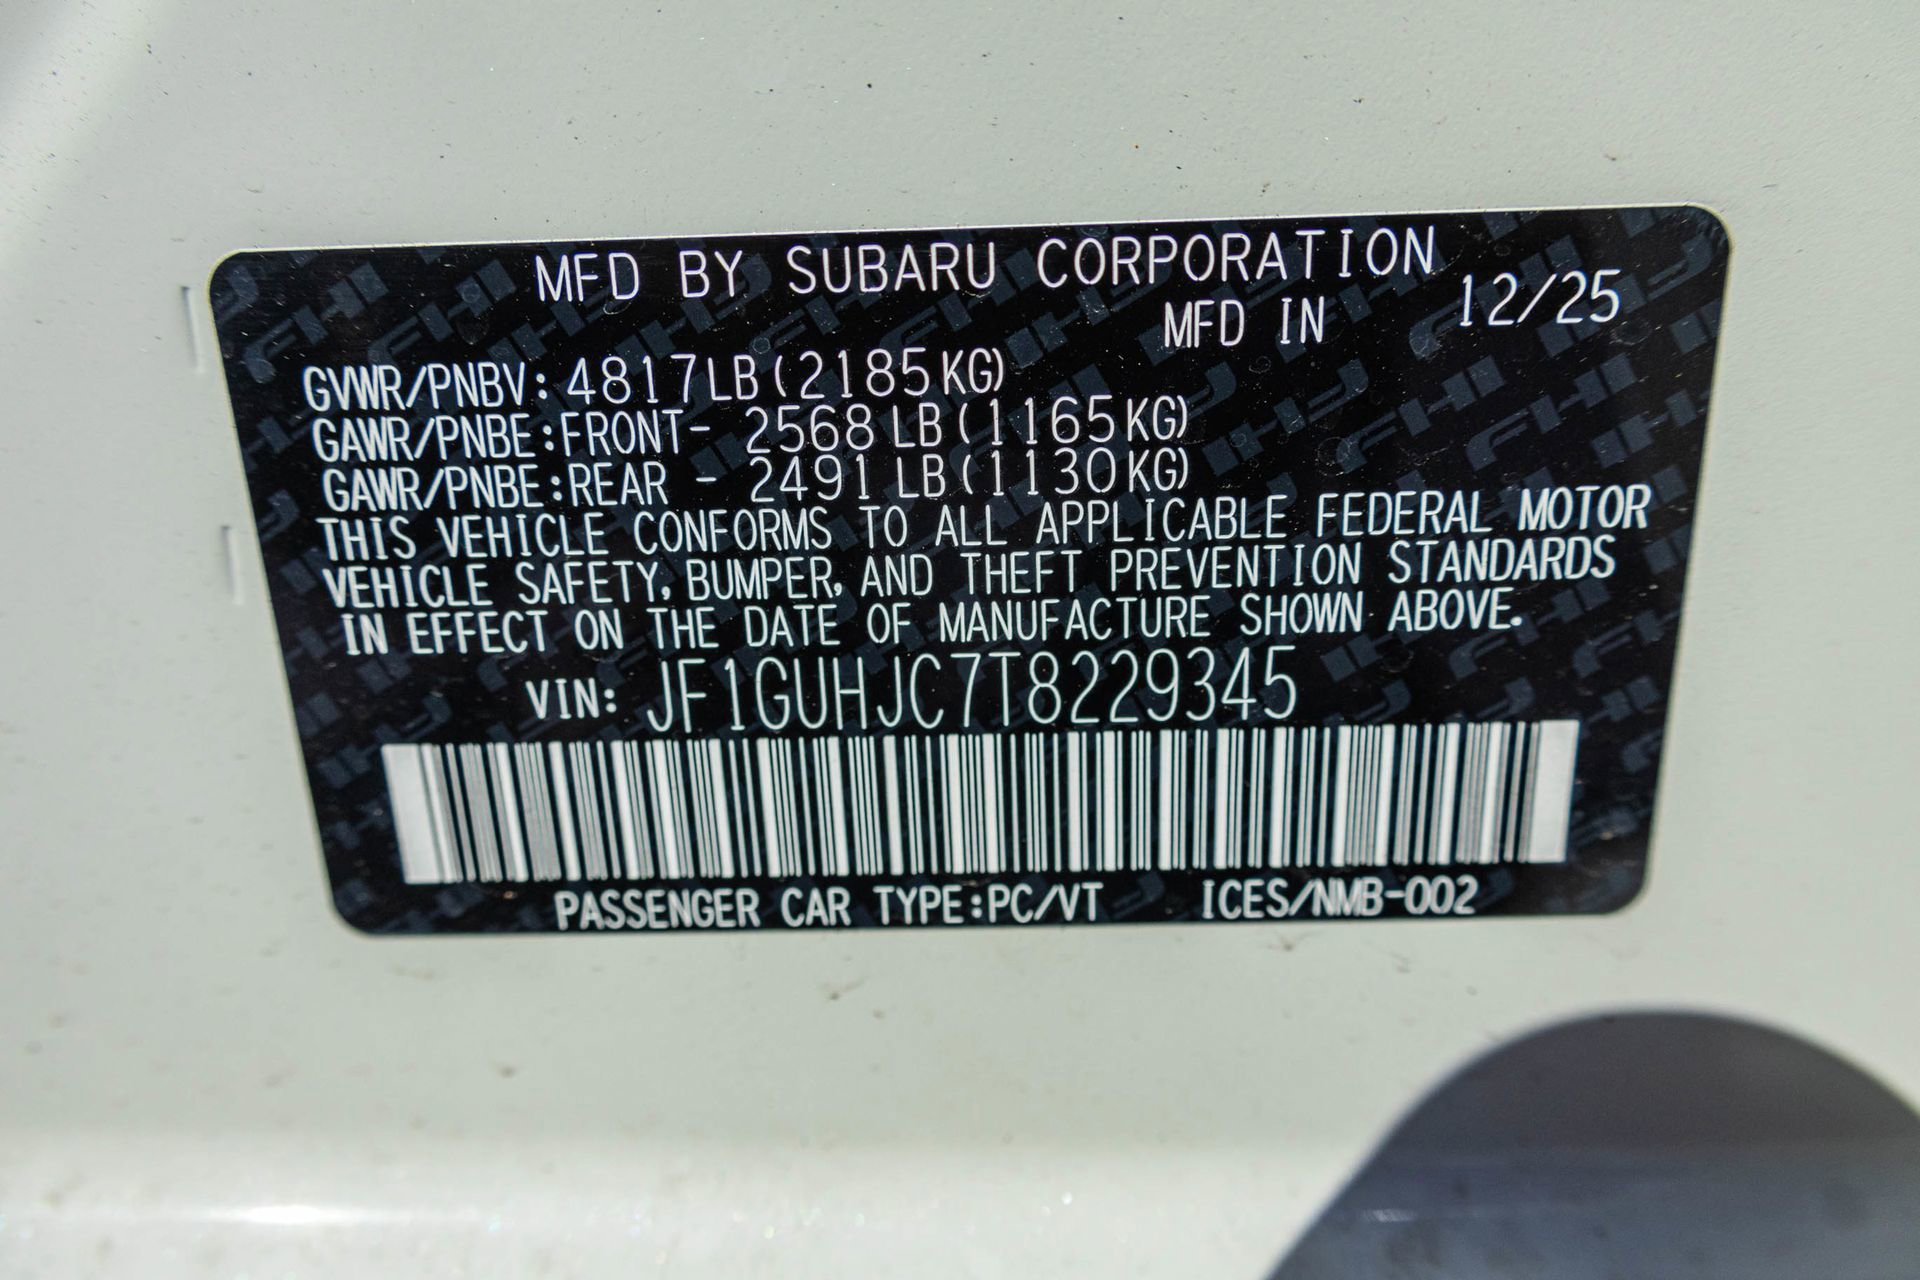 MFD BY SUBARU CORPORATION
MFD IN 12/25
GVWR/PNBV:4817LB(2185KG)
GAWR/PNBE:FRONT- 2568LB(1165KG)
GAWR/PNBE:REAR - 2491LB(1130KG)
THIS VEHICLE CONFORMS TO ALL APPLICABLE FEDERAL MOTOR
VEHICLE SAFETY, BUMPER, AND THEFT PREVENTION STANDARDS
IN EFFECT ON THE DATE OF MANUFACTURE SHOWN ABOVE.
VIN: JF1GUHJC7T8229345
PASSENGER CAR TYPE:PC/VT ICES/NMB-002